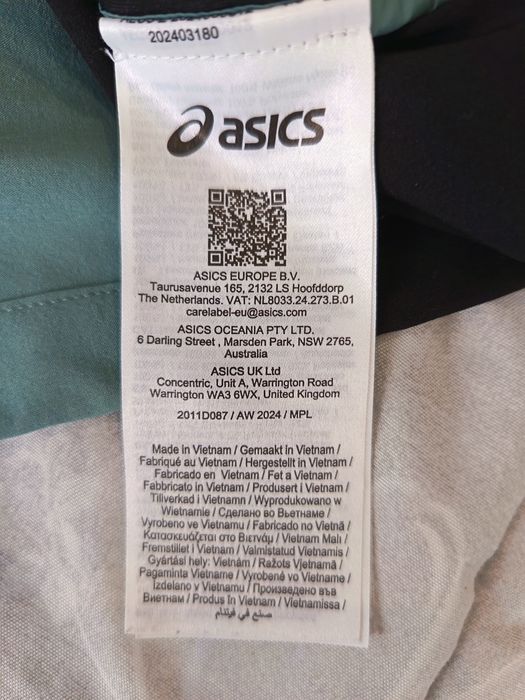 202403180
asics
ASICS EUROPE B.V.
Taurusavenue 165, 2132 LS Hoofddorp
The Netherlands. VAT: NL8033.24.273.B.01
carelabel-eu@asics.com
ASICS OCEANIA PTY LTD.
6 Darling Street , Marsden Park, NSW 2765,
Australia
ASICS UK Ltd
Concentric, Unit A, Warrington Road
Warrington WA3 6WX, United Kingdom
2011D087 / AW 2024 / MPL
Made in Vietnam / Gemaakt in Vietnam /
Fabriqué au Vietnam / Hergestellt in Vietnam /
Fabricado en Vietnam / Fet a Vietnam /
Fabbricato in Vietnam / Produsert i Vietnam /
Tillverkad i Vietnamn / Wyprodukowano w
Wietnamie / Сделано во Вьетнаме /
Vyrobeno ve Vietnamu / Fabricado no Vietnã /
Κατασκευάζεται στο Βιετνάμ / Vietnam Malı /
Fremstillet i Vietnam / Valmistatud Vietnamis /
Gyártási hely: Vietnám / Ražots Vjetnamā /
Pagaminta Vietname / Vyrobené vo Vietname /
Izdelano v Vietnamu / Произведено във
Виетнам / Produs în Vietnam / Vietnamissa /
صنع في فيتنام